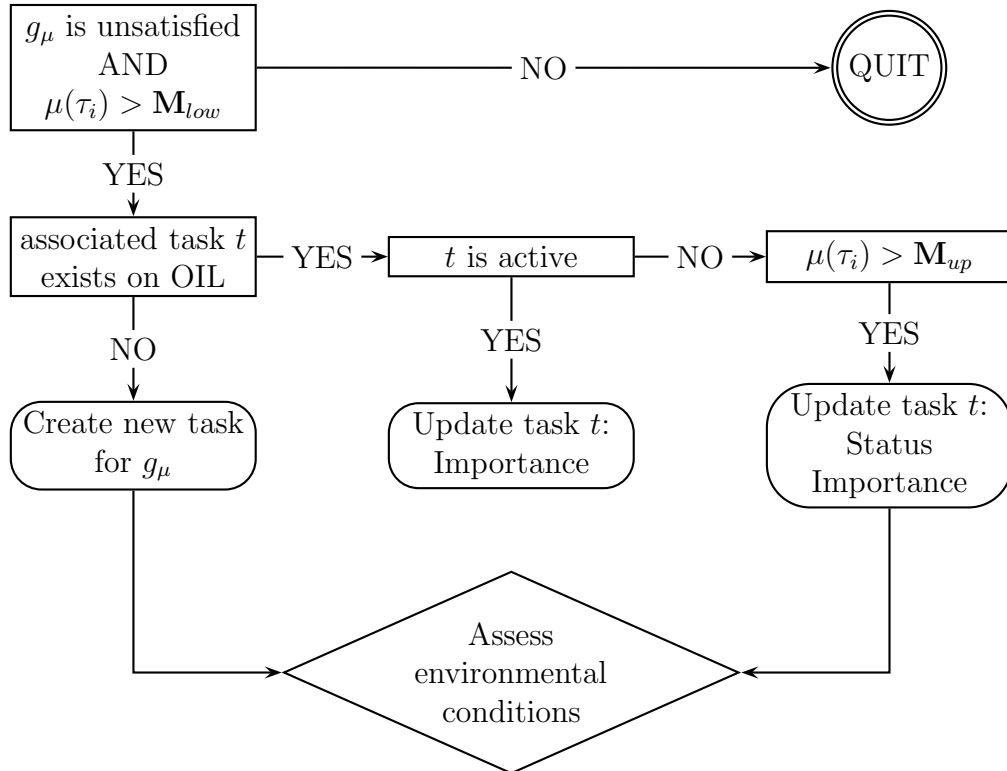 g_μ is unsatisfied
AND
μ(τ_i) > M_low
NO
QUIT
YES
associated task t
exists on OIL
YES
t is active
NO
μ(τ_i) > M_up
NO
YES
YES
Create new task
for g_μ
Update task t:
Importance
Update task t:
Status
Importance
Assess
environmental
conditions